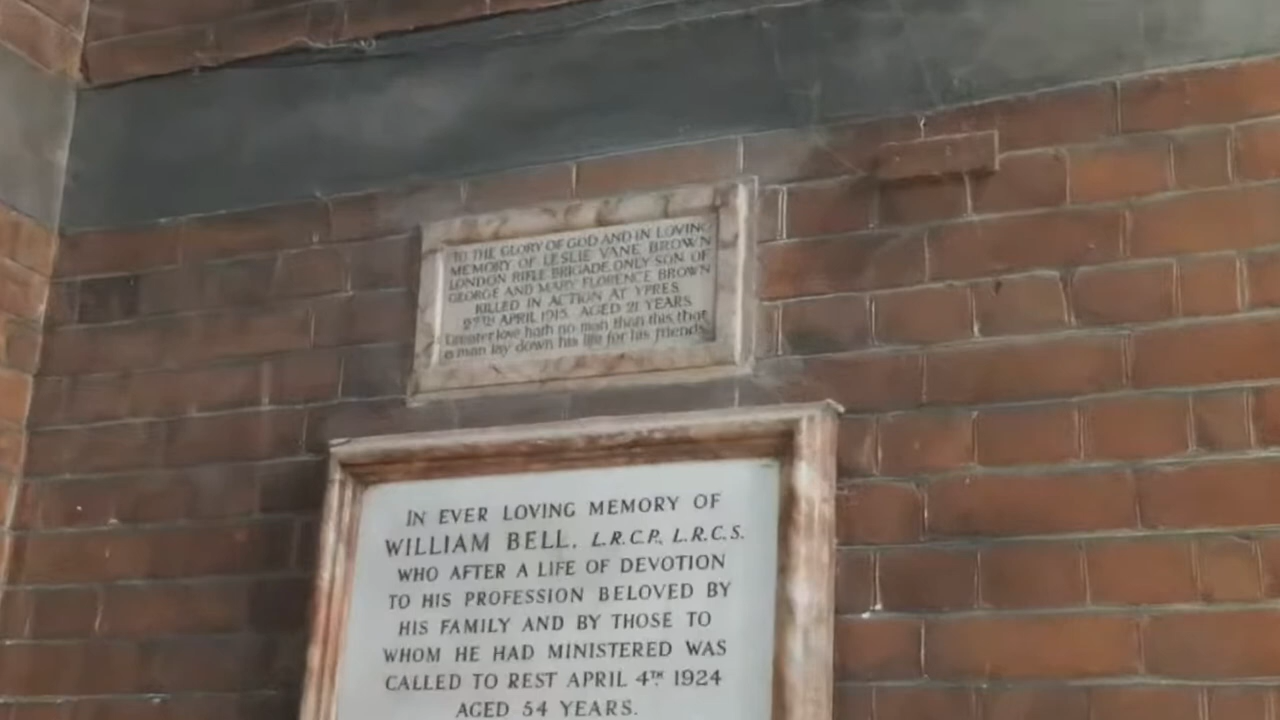 TO THE GLORY OF GOD AND IN LOVING
MEMORY OF LESLIE VANE BROWN
LONDON RIFLE BRIGADE, ONLY SON OF
GEORGE AND MARY FLORENCE BROWN
KILLED IN ACTION AT YPRES
27TH APRIL 1915. AGED 21 YEARS.
Greater love hath no man than this, that
a man lay down his life for his friends.
IN EVER LOVING MEMORY OF
WILLIAM BELL, L.R.C.P., L.R.C.S.
WHO AFTER A LIFE OF DEVOTION
TO HIS PROFESSION BELOVED BY
HIS FAMILY AND BY THOSE TO
WHOM HE HAD MINISTERED WAS
CALLED TO REST APRIL 4TH 1924
AGED 54 YEARS.